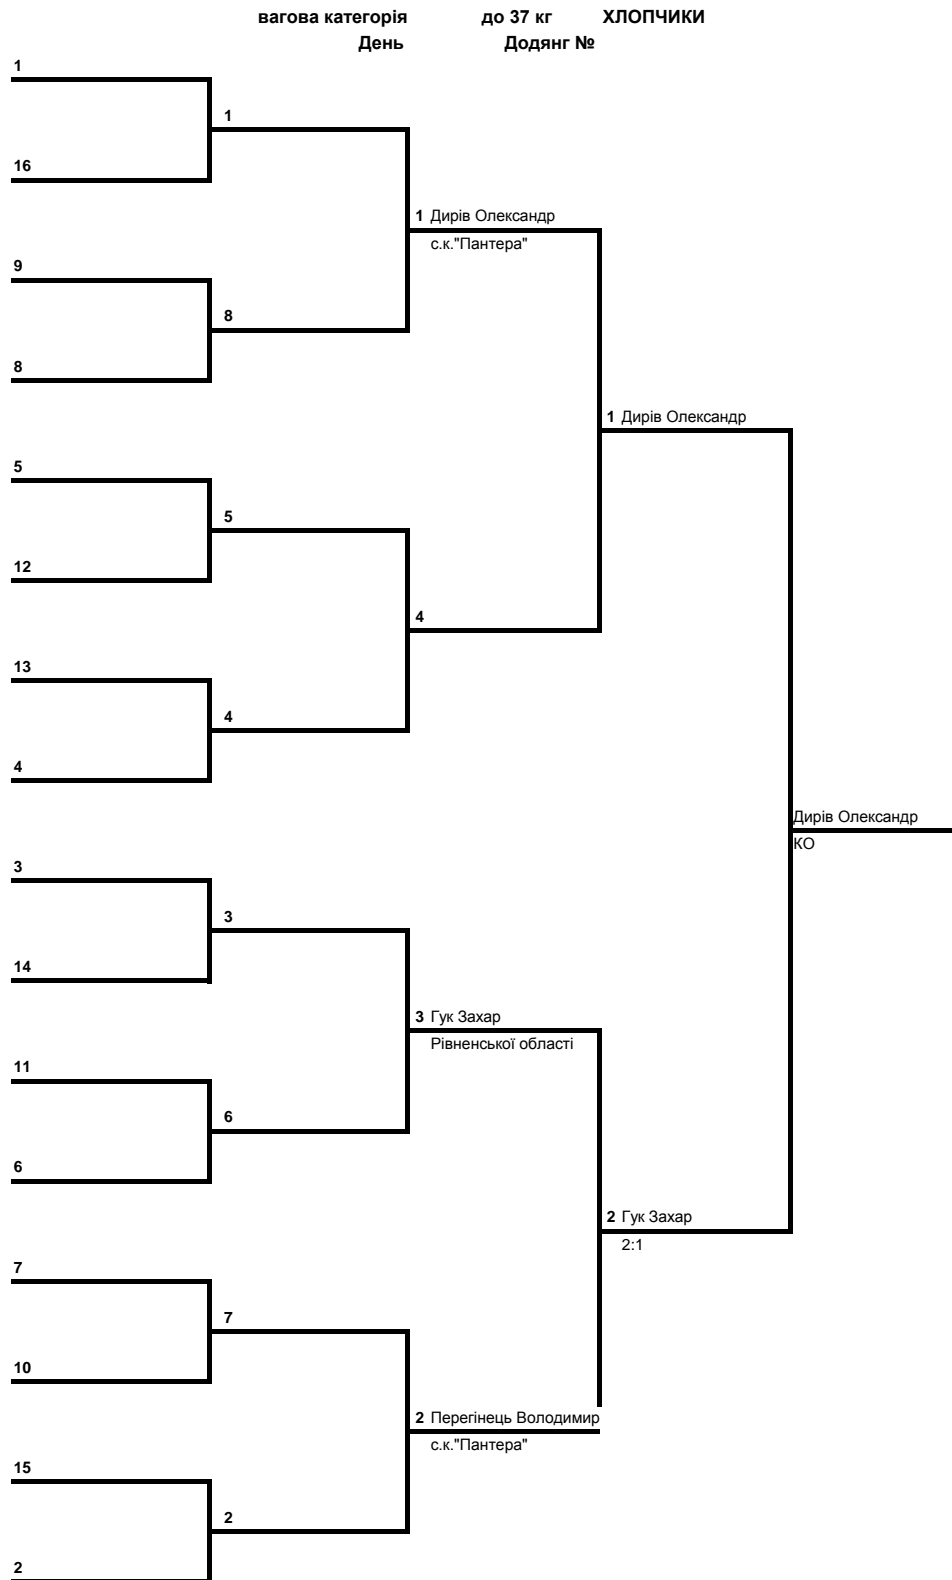 вагова категорія до 37 кг ХЛОПЧИКИ
День Додянг №
1
1
16
1 Дирів Олександр
с.к."Пантера"
9
8
8
1 Дирів Олександр
5
5
12
4
13
4
4
Дирів Олександр
КО
3
3
14
3 Гук Захар
Рівненської області
11
6
6
2 Гук Захар
2:1
7
7
10
2 Перегінець Володимир
с.к."Пантера"
15
2
2